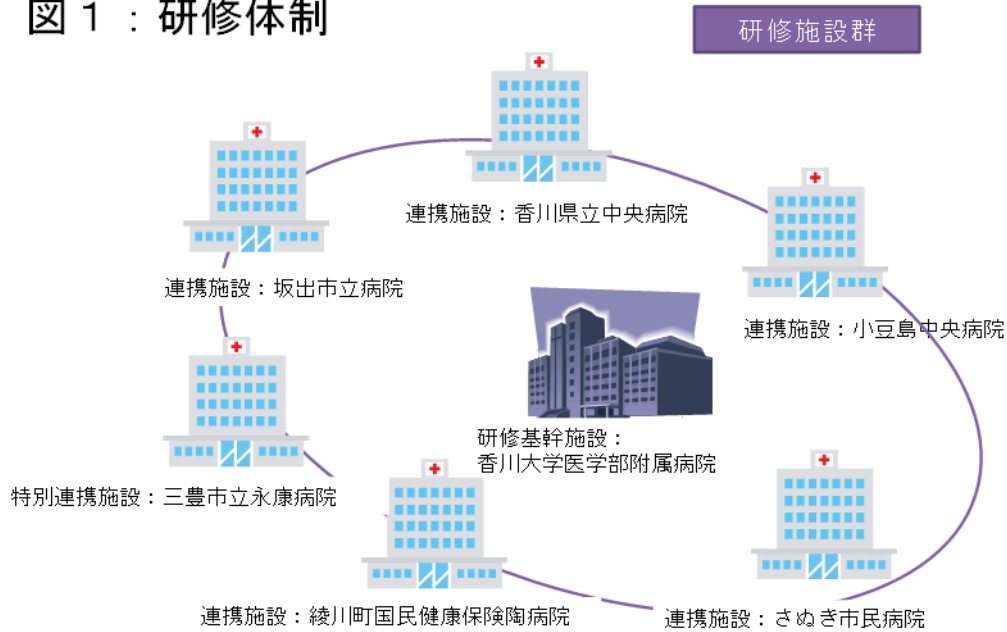 図1:研修体制
研修施設群
連携施設:香川県立中央病院
連携施設:坂出市立病院
連携施設:小豆島中央病院
研修基幹施設:
香川大学医学部附属病院
特別連携施設:三豊市立永康病院
連携施設:綾川町国民健康保険陶病院
連携施設:さぬき市民病院